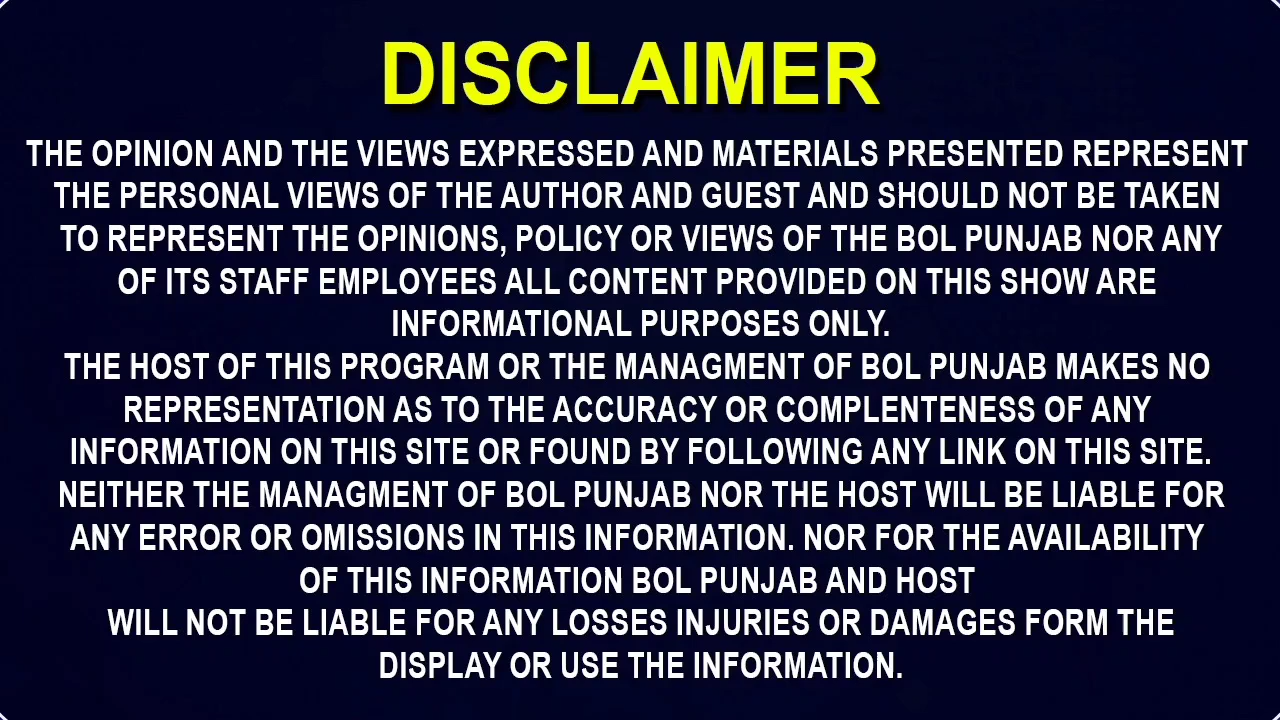 DISCLAIMER
THE OPINION AND THE VIEWS EXPRESSED AND MATERIALS PRESENTED REPRESENT
THE PERSONAL VIEWS OF THE AUTHOR AND GUEST AND SHOULD NOT BE TAKEN
TO REPRESENT THE OPINIONS, POLICY OR VIEWS OF THE BOL PUNJAB NOR ANY
OF ITS STAFF EMPLOYEES ALL CONTENT PROVIDED ON THIS SHOW ARE
INFORMATIONAL PURPOSES ONLY.
THE HOST OF THIS PROGRAM OR THE MANAGMENT OF BOL PUNJAB MAKES NO
REPRESENTATION AS TO THE ACCURACY OR COMPLENTENESS OF ANY
INFORMATION ON THIS SITE OR FOUND BY FOLLOWING ANY LINK ON THIS SITE.
NEITHER THE MANAGMENT OF BOL PUNJAB NOR THE HOST WILL BE LIABLE FOR
ANY ERROR OR OMISSIONS IN THIS INFORMATION. NOR FOR THE AVAILABILITY
OF THIS INFORMATION BOL PUNJAB AND HOST
WILL NOT BE LIABLE FOR ANY LOSSES INJURIES OR DAMAGES FORM THE
DISPLAY OR USE THE INFORMATION.